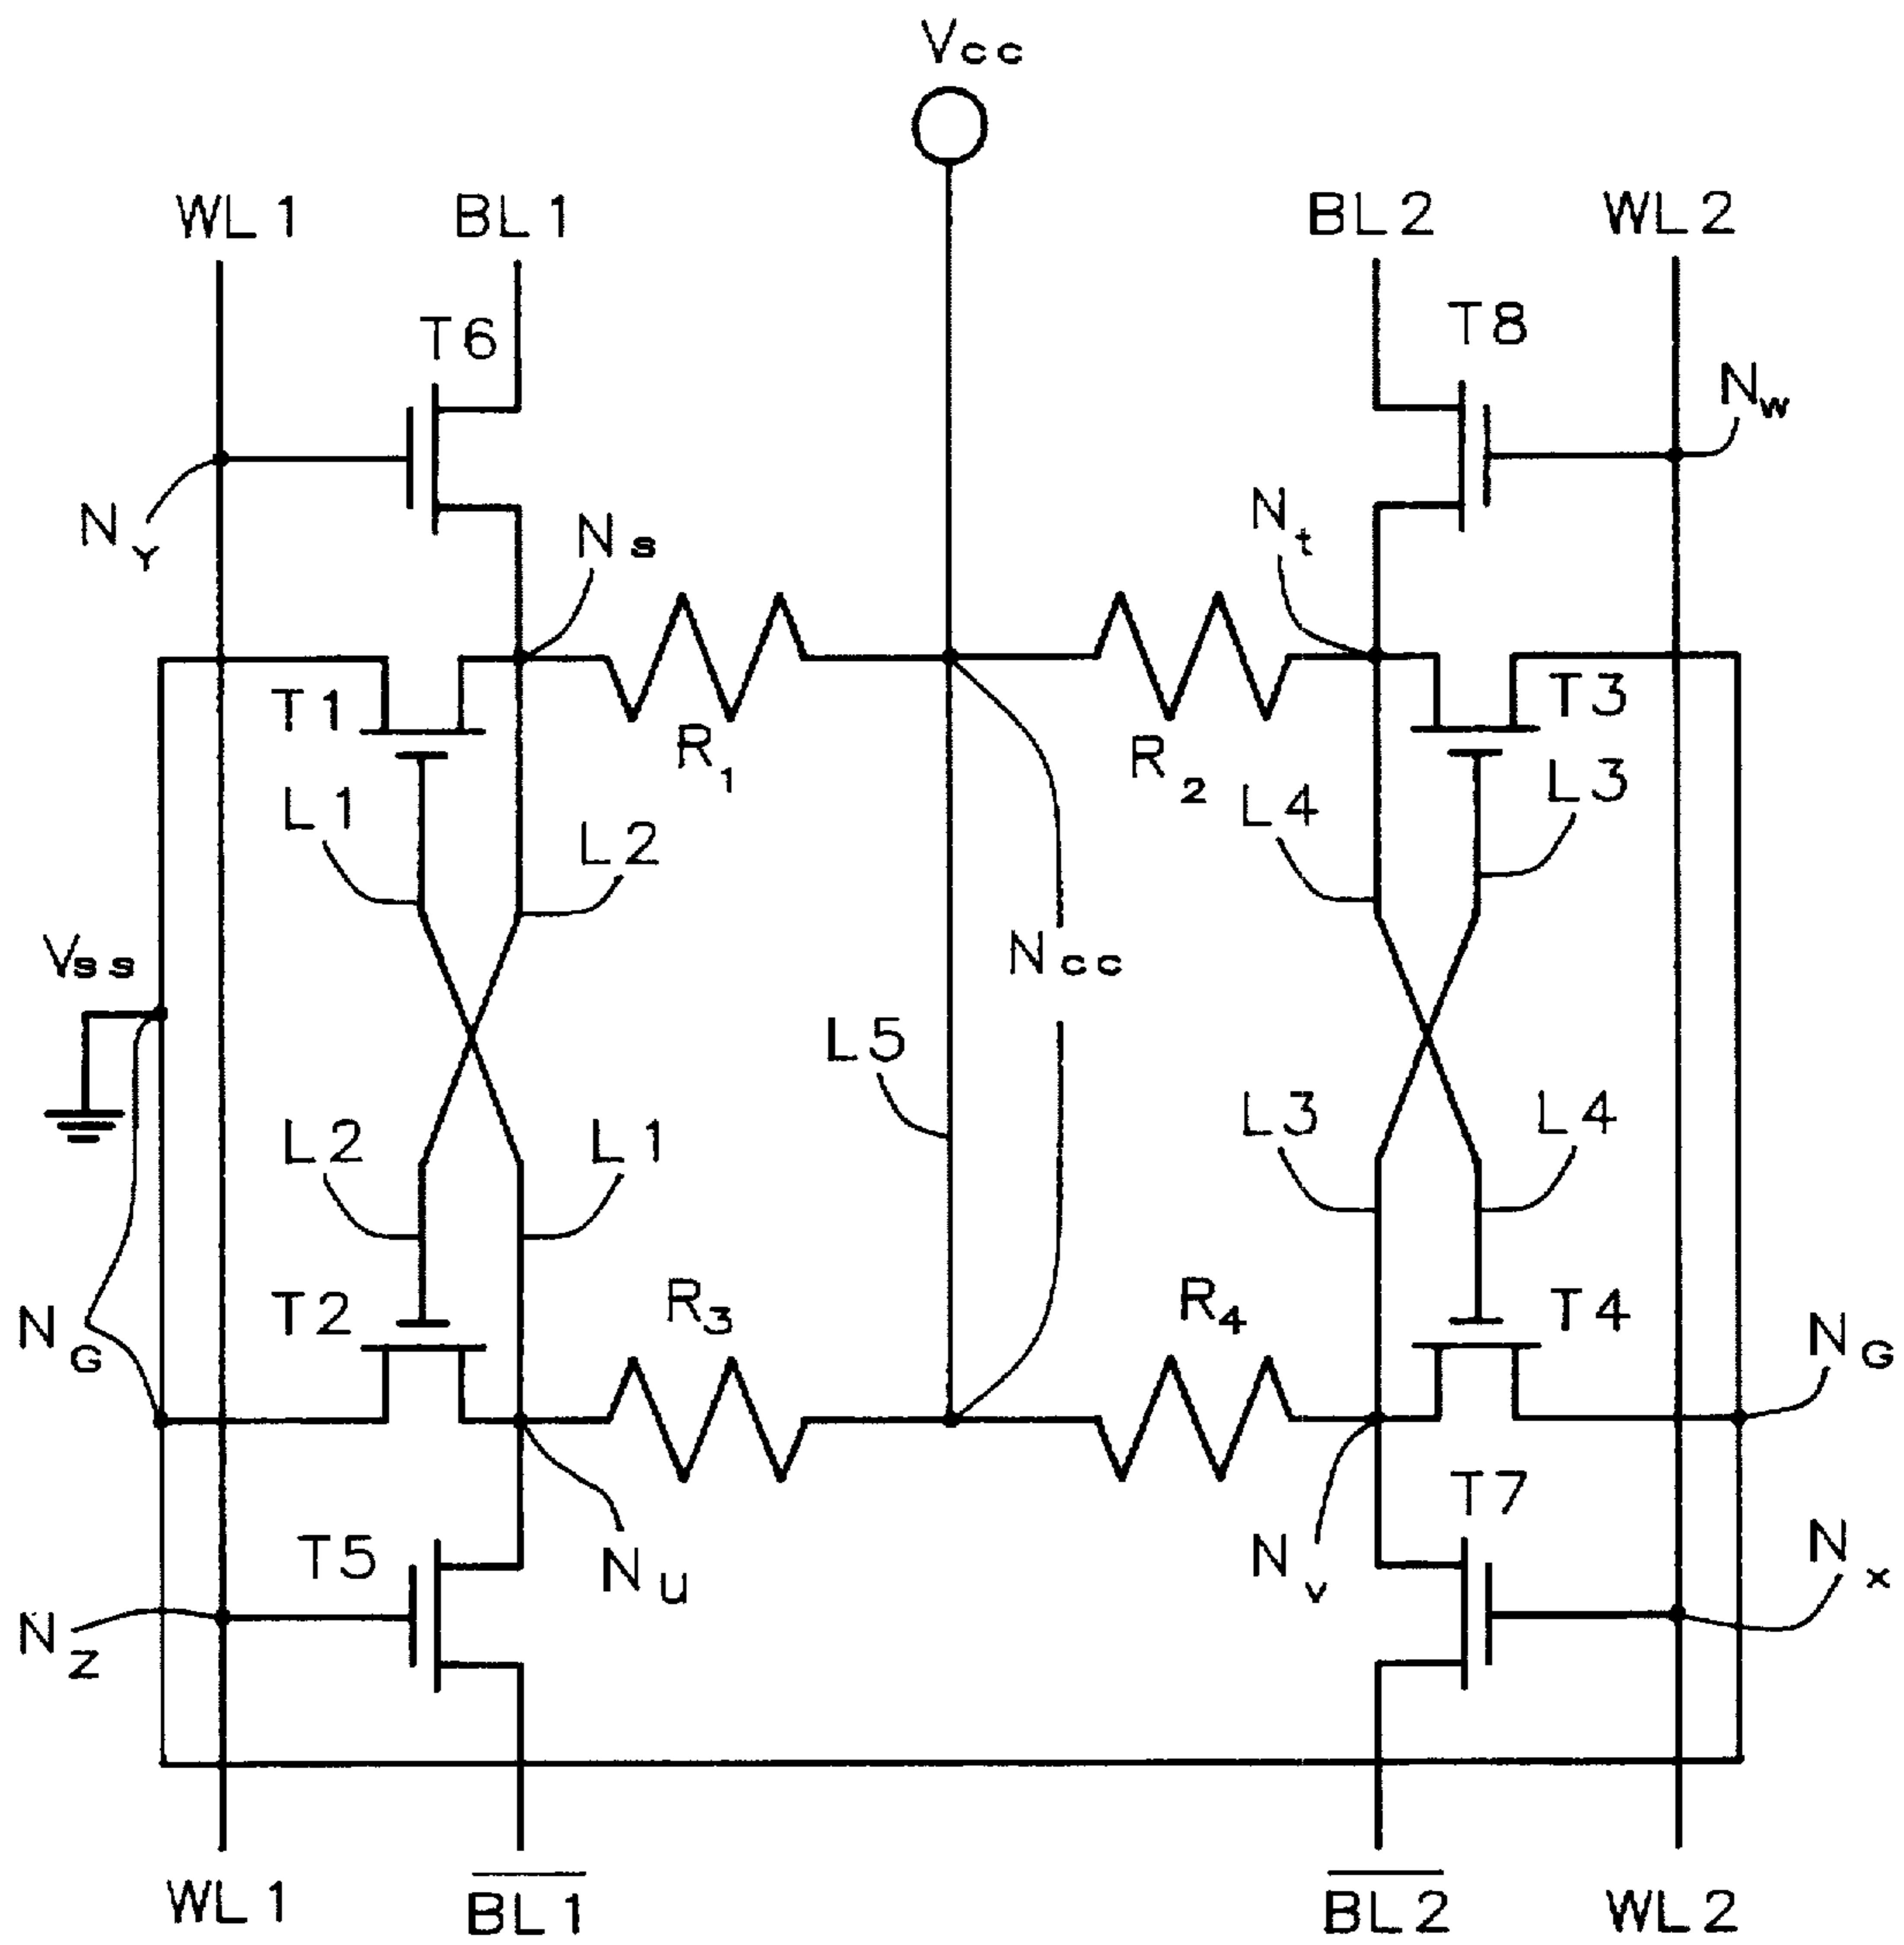 Vcc
WL1
BL1
BL2
WL2
T6
T8
Nw
NY
Ns
Nt
T1
R1
R2
T3
L1
L2
L4
L3
Vss
Ncc
L5
L2
L1
L3
L4
T2
R3
R4
T4
NG
NG
T5
NU
Nv
T7
Nx
NZ
WL1
B̅L̅1̅
B̅L̅2̅
WL2